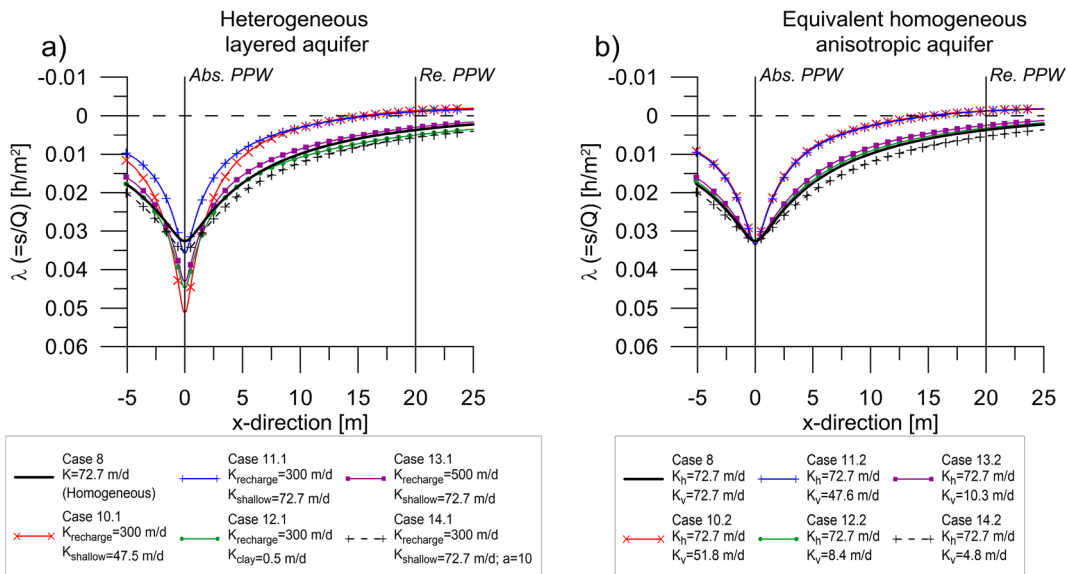 Heterogeneous
layered aquifer
a)
Abs. PPW
Re. PPW
-0.01
0
0.01
0.02
0.03
0.04
0.05
0.06
λ (=s/Q) [h/m²]
-5 0 5 10 15 20 25
x-direction [m]
Case 8
K=72.7 m/d
(Homogeneous)
Case 11.1
Krecharge=300 m/d
Kshallow=72.7 m/d
Case 13.1
Krecharge=500 m/d
Kshallow=72.7 m/d
Case 10.1
Krecharge=300 m/d
Kshallow=47.5 m/d
Case 12.1
Krecharge=300 m/d
Kclay=0.5 m/d
Case 14.1
Krecharge=300 m/d
Kshallow=72.7 m/d; a=10
Equivalent homogeneous
anisotropic aquifer
b)
Abs. PPW
Re. PPW
-0.01
0
0.01
0.02
0.03
0.04
0.05
0.06
λ (=s/Q) [h/m²]
-5 0 5 10 15 20 25
x-direction [m]
Case 8
Kh=72.7 m/d
Kv=72.7 m/d
Case 11.2
Kh=72.7 m/d
Kv=47.6 m/d
Case 13.2
Kh=72.7 m/d
Kv=10.3 m/d
Case 10.2
Kh=72.7 m/d
Kv=51.8 m/d
Case 12.2
Kh=72.7 m/d
Kv=8.4 m/d
Case 14.2
Kh=72.7 m/d
Kv=4.8 m/d